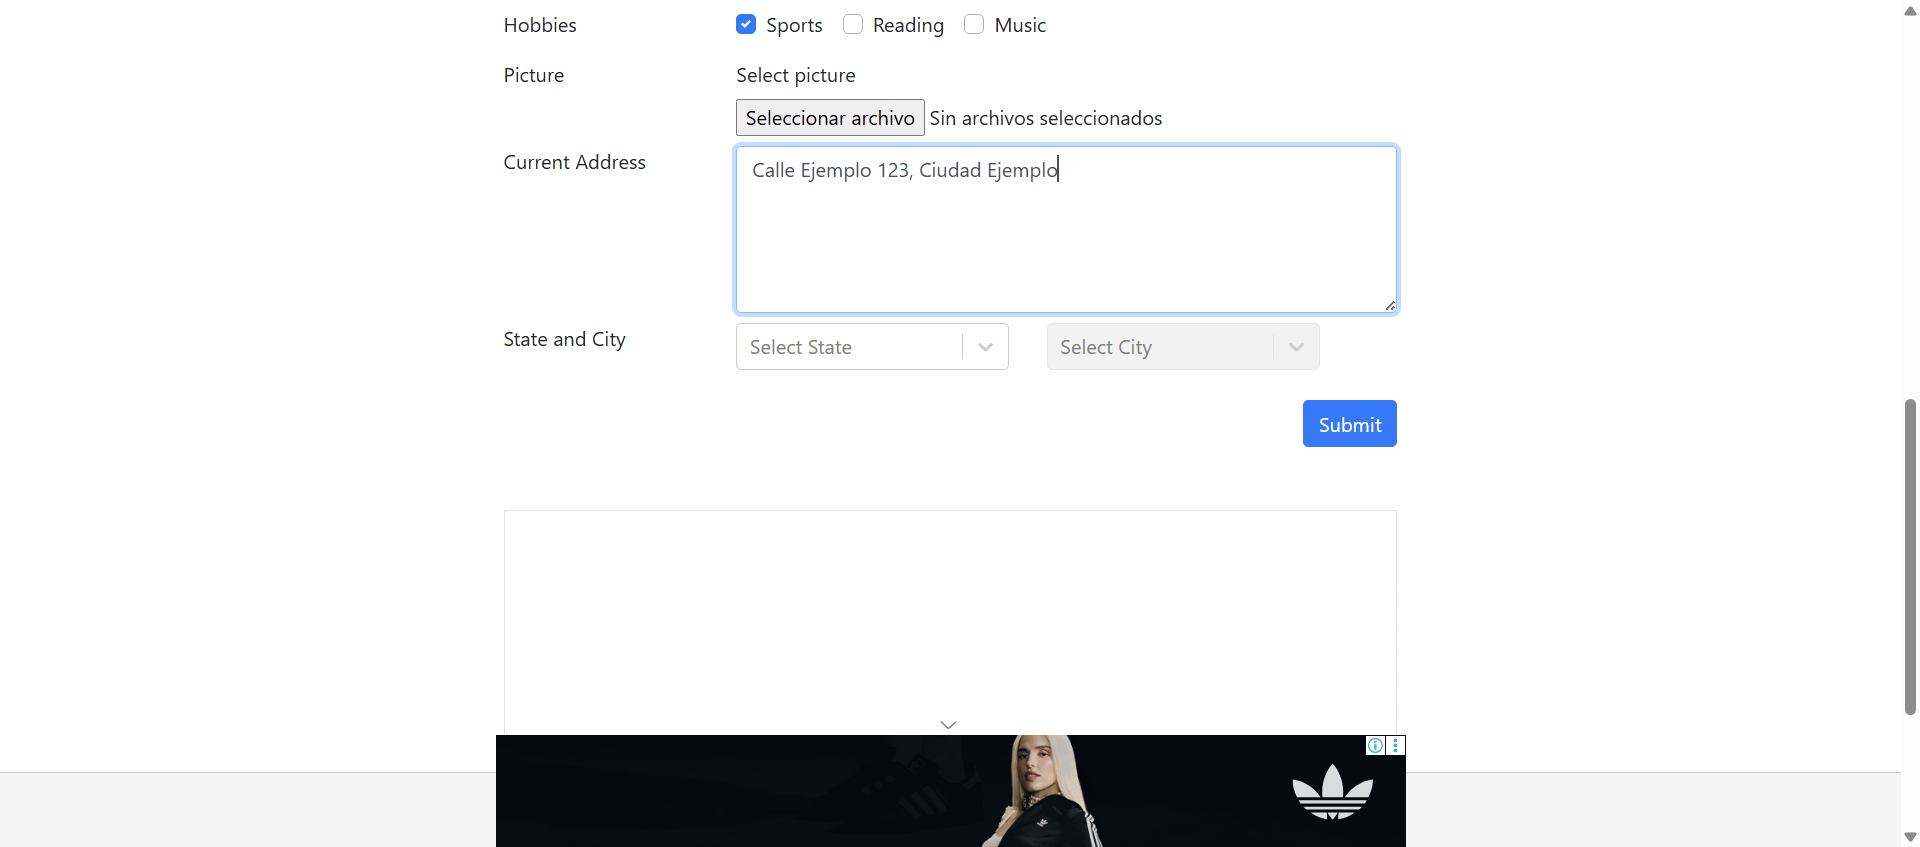 Hobbies Sports Reading Music
Picture Select picture
Seleccionar archivo Sin archivos seleccionados
Current Address Calle Ejemplo 123, Ciudad Ejemplo
State and City Select State Select City
Submit